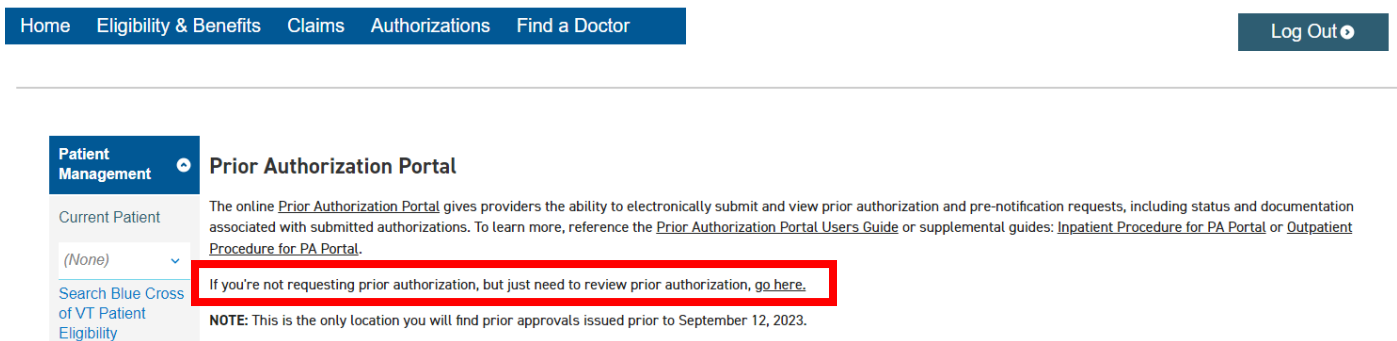 Home Eligibility & Benefits Claims Authorizations Find a Doctor
Log Out
Patient
Management
Current Patient
(None)
Search Blue Cross
of VT Patient
Eligibility
Prior Authorization Portal
The online Prior Authorization Portal gives providers the ability to electronically submit and view prior authorization and pre-notification requests, including status and documentation
associated with submitted authorizations. To learn more, reference the Prior Authorization Portal Users Guide or supplemental guides: Inpatient Procedure for PA Portal or Outpatient
Procedure for PA Portal.
If you're not requesting prior authorization, but just need to review prior authorization, go here.
NOTE: This is the only location you will find prior approvals issued prior to September 12, 2023.